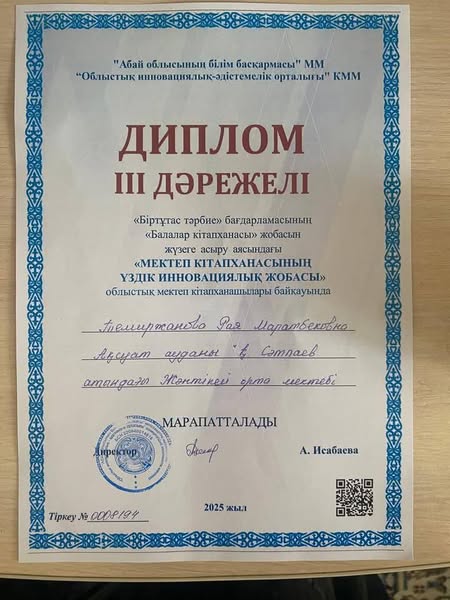 "Абай облысының білім басқармасы" ММ
"Облыстық инновациялық-әдістемелік орталығы" КММ
ДИПЛОМ
ІІІ ДӘРЕЖЕЛІ
«Біртұтас тәрбие» бағдарламасының
«Балалар кітапханасы» жобасын
жүзеге асыру аясындағы
«МЕКТЕП КІТАПХАНАСЫНЫҢ
ҮЗДІК ИННОВАЦИЯЛЫҚ ЖОБАСЫ»
облыстық мектеп кітапханашылары байқауында
Темиржанова Рая Маратбековна
Ақсуат ауданы "Қ. Сәтпаев
атындағы Жәнтікей орта мектебі
МАРАПАТТАЛАДЫ
Директор
А. Исабаева
2025 жыл
Тіркеу № 0008194